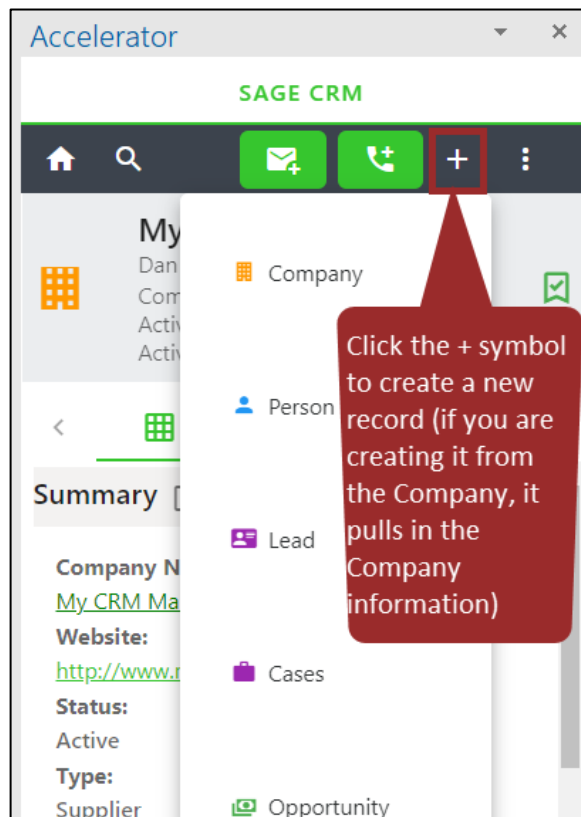 Accelerator
SAGE CRM
My
Dan
Com
Activ
Activ
Company
Person
Lead
Cases
Opportunity
Click the + symbol
to create a new
record (if you are
creating it from
the Company, it
pulls in the
Company
information)
Summary
Company N
My CRM Ma
Website:
http://www.r
Status:
Active
Type:
Supplier